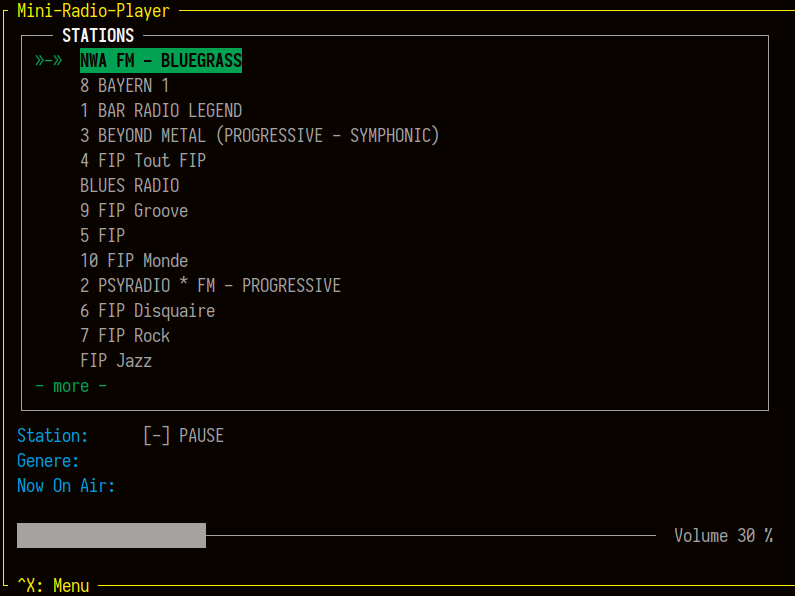 Mini-Radio-Player
STATIONS
»-» NWA FM - BLUEGRASS
8 BAYERN 1
1 BAR RADIO LEGEND
3 BEYOND METAL (PROGRESSIVE - SYMPHONIC)
4 FIP Tout FIP
BLUES RADIO
9 FIP Groove
5 FIP
10 FIP Monde
2 PSYRADIO * FM - PROGRESSIVE
6 FIP Disquaire
7 FIP Rock
FIP Jazz
- more -
Station: [-] PAUSE
Genere:
Now On Air:
Volume 30 %
^X: Menu